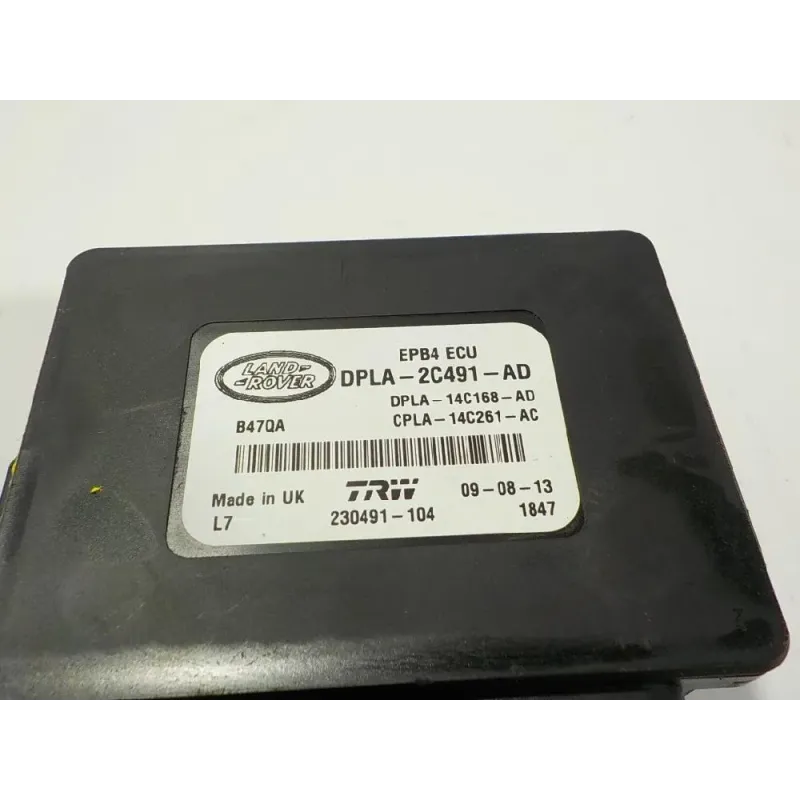 EPB4 ECU
LAND-
-ROVER
DPLA-2C491-AD
DPLA-14C168-AD
B47QA
CPLA-14C261-AC
Made in UK
TRW
09-08-13
L7
230491-104
1847